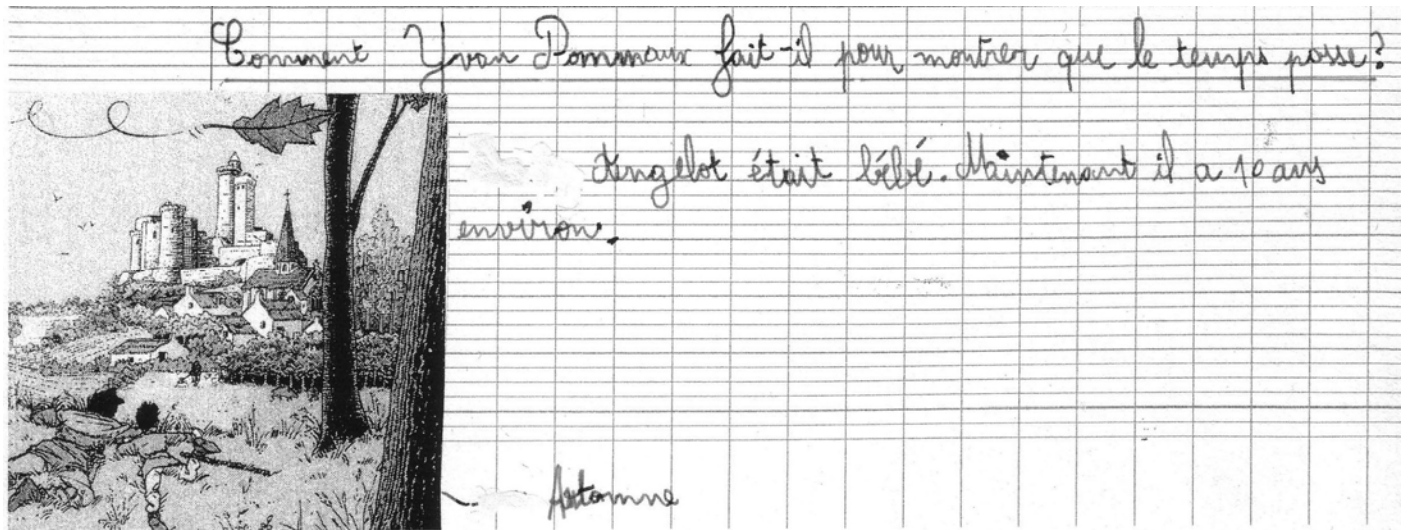 Comment Yvan Pommaux fait-il pour montrer que le temps passe?
Angelot était bébé. Maintenant il a 10 ans
environ.
Automne